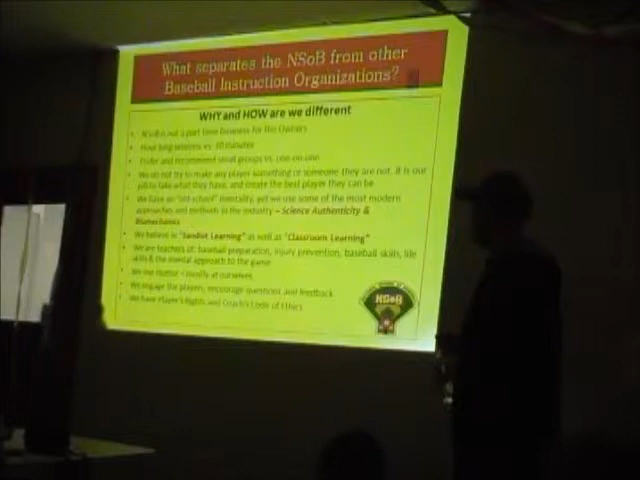 What separates the NSoB from other
Baseball Instruction Organizations?
WHY and HOW are we different
NSoB is not a part time business for the Owners
Hour long sessions vs. 30 minutes
Prefer and recommend small groups vs. one-on-one
We do not try to make any player something or someone they are not. It is our
job to take what they have, and create the best player they can be
We have an "old-school" mentality, yet we use some of the most modern
approaches and methods in the industry – Science Authenticity &
Biomechanics
We believe in "Sandlot Learning" as well as "Classroom Learning"
We are teachers of: baseball preparation, injury prevention, baseball skills, life
skills & the mental approach to the game
We use humor – mostly at ourselves
We engage the players, encourage questions and feedback
We have Player's Rights and Coach's Code of Ethics
NSoB